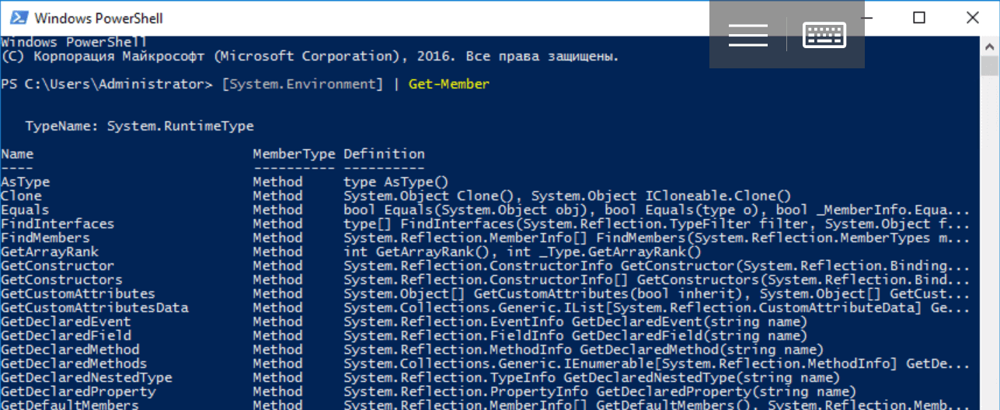 Windows PowerShell
Windows PowerShell
(C) Корпорация Майкрософт (Microsoft Corporation), 2016. Все права защищены.
PS C:\Users\Administrator> [System.Environment] | Get-Member
TypeName: System.RuntimeType
Name MemberType Definition
---- ---------- ----------
AsType Method type AsType()
Clone Method System.Object Clone(), System.Object ICloneable.Clone()
Equals Method bool Equals(System.Object obj), bool Equals(type o), bool _MemberInfo.Equa...
FindInterfaces Method type[] FindInterfaces(System.Reflection.TypeFilter filter, System.Object f...
FindMembers Method System.Reflection.MemberInfo[] FindMembers(System.Reflection.MemberTypes m...
GetArrayRank Method int GetArrayRank(), int _Type.GetArrayRank()
GetConstructor Method System.Reflection.ConstructorInfo GetConstructor(System.Reflection.Binding...
GetConstructors Method System.Reflection.ConstructorInfo[] GetConstructors(System.Reflection.Bind...
GetCustomAttributes Method System.Object[] GetCustomAttributes(bool inherit), System.Object[] GetCust...
GetCustomAttributesData Method System.Collections.Generic.IList[System.Reflection.CustomAttributeData] Ge...
GetDeclaredEvent Method System.Reflection.EventInfo GetDeclaredEvent(string name)
GetDeclaredField Method System.Reflection.FieldInfo GetDeclaredField(string name)
GetDeclaredMethod Method System.Reflection.MethodInfo GetDeclaredMethod(string name)
GetDeclaredMethods Method System.Collections.Generic.IEnumerable[System.Reflection.MethodInfo] GetDe...
GetDeclaredNestedType Method System.Reflection.TypeInfo GetDeclaredNestedType(string name)
GetDeclaredProperty Method System.Reflection.PropertyInfo GetDeclaredProperty(string name)
GetDefaultMembers Method System.Reflection.MemberInfo[] GetDefaultMembers(), System.Reflection.Memb...